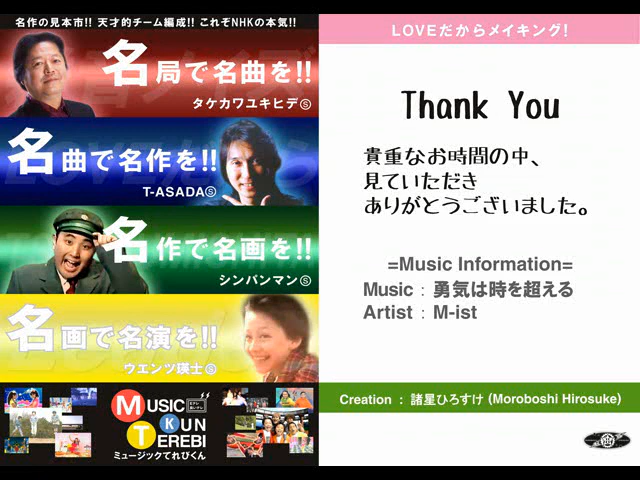 名作の見本市!! 天才的チーム編成!! これぞNHKの本気!!
名局で名曲を!!
タケカワユキヒデⓈ
名曲で名作を!!
T-ASADAⓈ
名作で名画を!!
シンバンマンⓈ
名画で名演を!!
ウエンツ瑛士Ⓢ
MUSIC
KUN
TEREBI
ミュージックてれびくん
LOVEだからメイキング!
Thank You
貴重なお時間の中、
見ていただき
ありがとうございました。
=Music Information=
Music : 勇気は時を超える
Artist : M-ist
Creation : 諸星ひろすけ (Moroboshi Hirosuke)